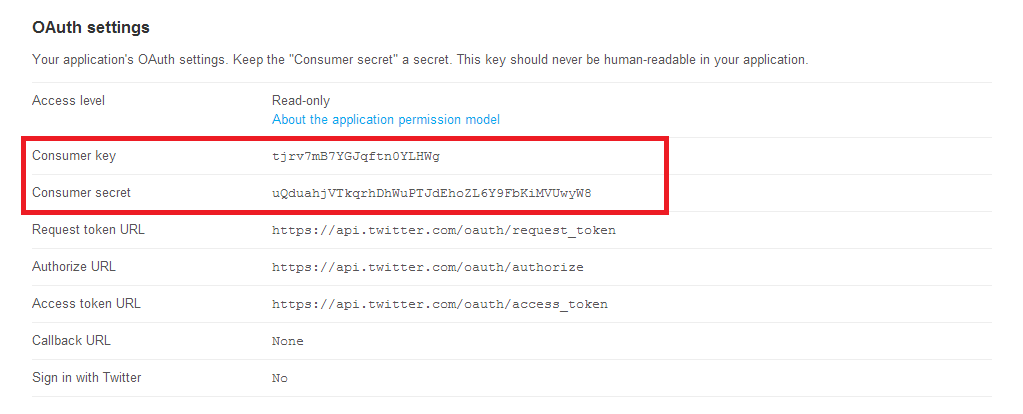 OAuth settings
Your application's OAuth settings. Keep the "Consumer secret" a secret. This key should never be human-readable in your application.
Access level Read-only
About the application permission model
Consumer key tjrv7mB7YGJqftn0YLHWg
Consumer secret uQduahjVTkqrhDhWuPTJdEhoZL6Y9FbKiMVUwyW8
Request token URL https://api.twitter.com/oauth/request_token
Authorize URL https://api.twitter.com/oauth/authorize
Access token URL https://api.twitter.com/oauth/access_token
Callback URL None
Sign in with Twitter No